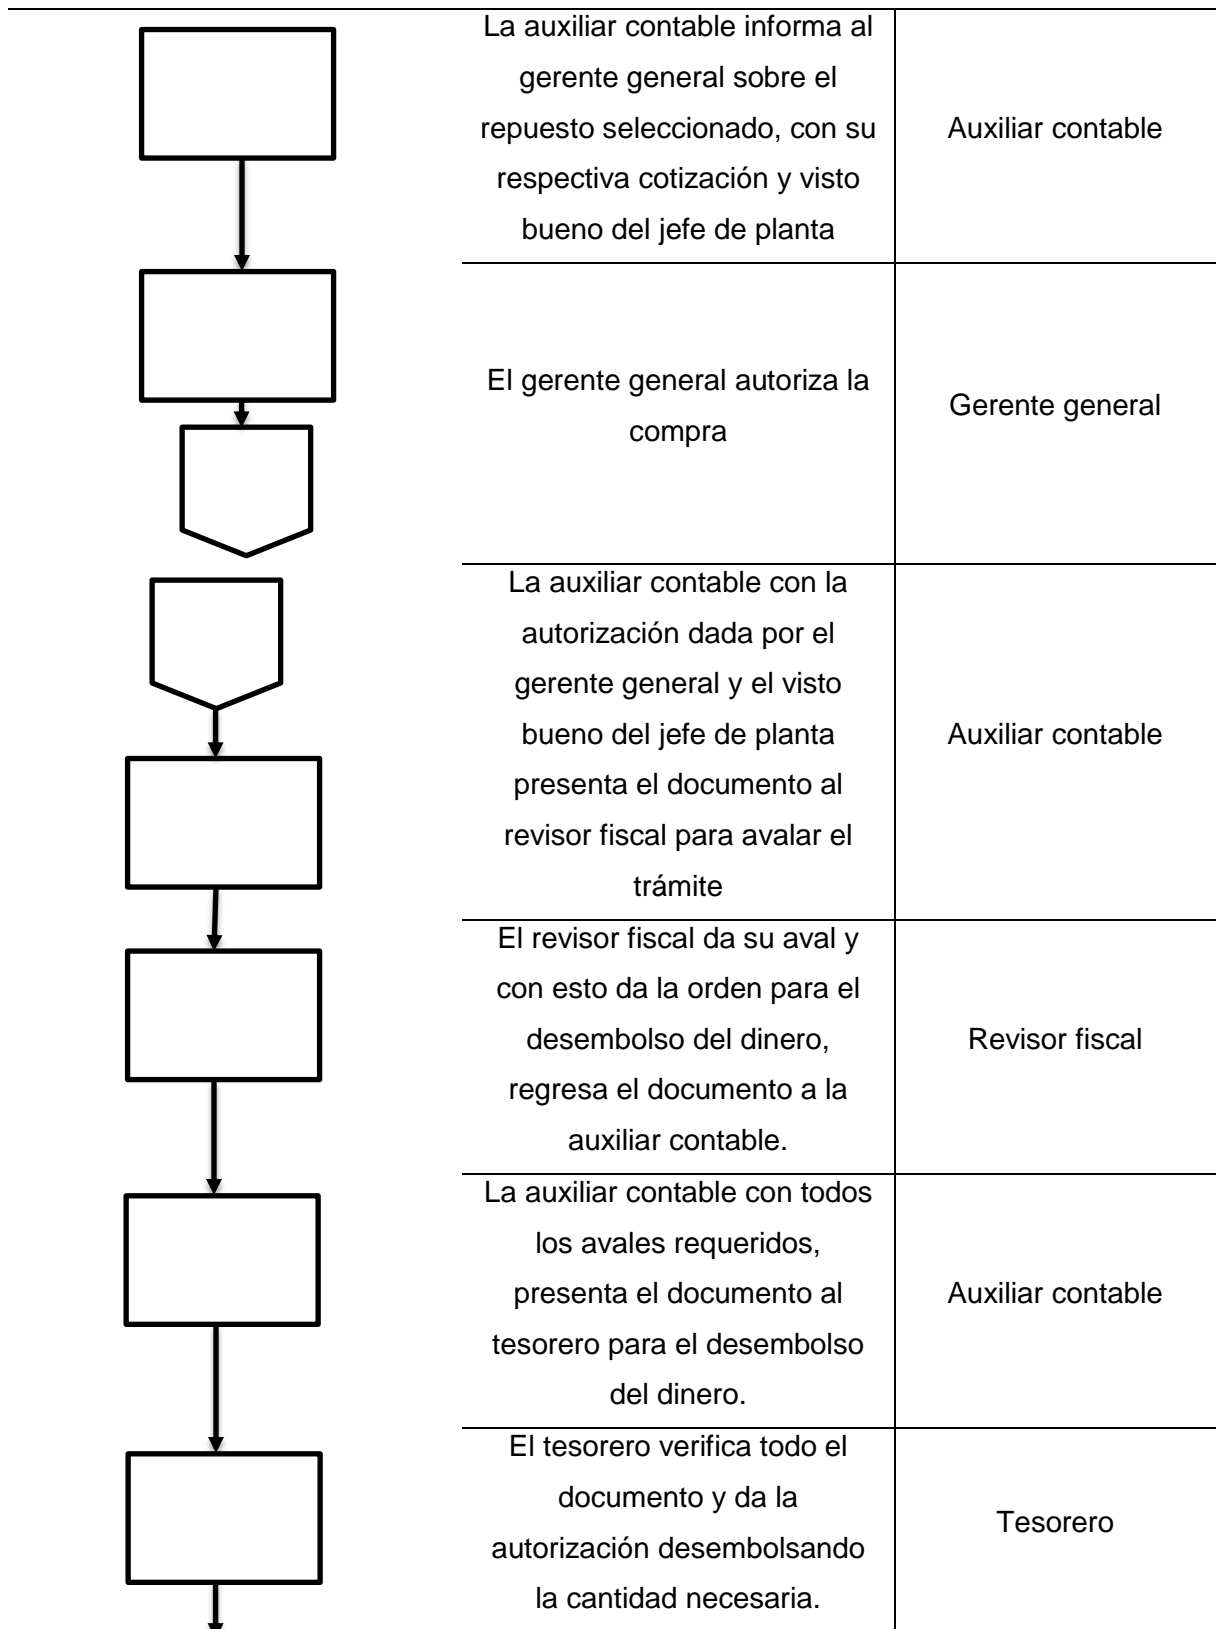 La auxiliar contable informa al
gerente general sobre el
repuesto seleccionado, con su
respectiva cotización y visto
bueno del jefe de planta
Auxiliar contable
El gerente general autoriza la
compra
Gerente general
La auxiliar contable con la
autorización dada por el
gerente general y el visto
bueno del jefe de planta
presenta el documento al
revisor fiscal para avalar el
trámite
Auxiliar contable
El revisor fiscal da su aval y
con esto da la orden para el
desembolso del dinero,
regresa el documento a la
auxiliar contable.
Revisor fiscal
La auxiliar contable con todos
los avales requeridos,
presenta el documento al
tesorero para el desembolso
del dinero.
Auxiliar contable
El tesorero verifica todo el
documento y da la
autorización desembolsando
la cantidad necesaria.
Tesorero